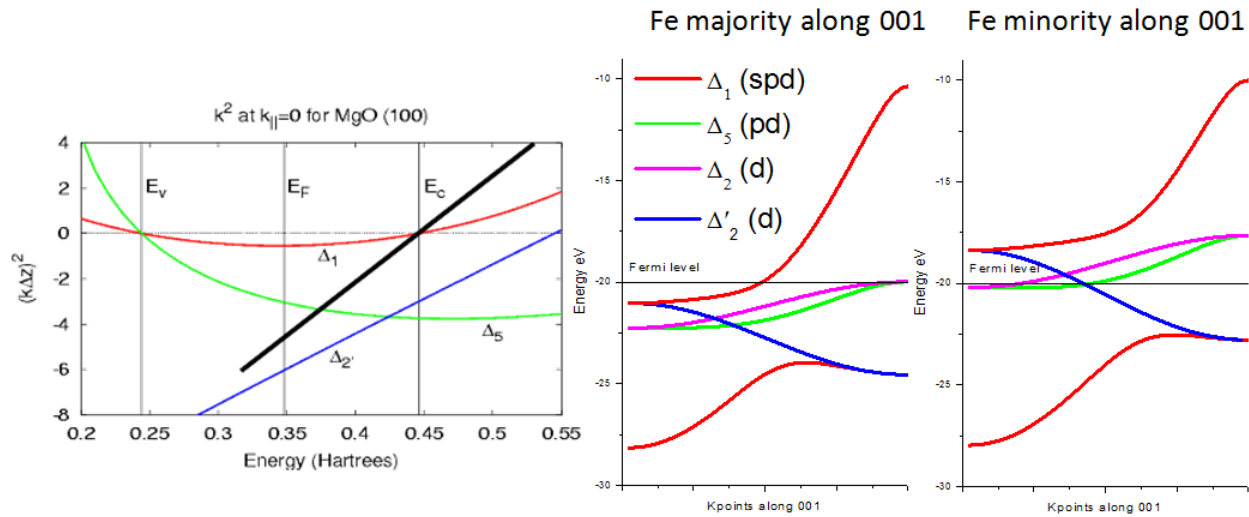 Fe majority along 001
Fe minority along 001
k² at k||=0 for MgO (100)
4
2
0
-2
-4
-6
-8
(kΔz)²
E_v
E_F
E_c
Δ₁
Δ₅
Δ₂'
0.2 0.25 0.3 0.35 0.4 0.45 0.5 0.55
Energy (Hartrees)
-10
-15
-20
-25
-30
Energy eV
Δ₁ (spd)
Δ₅ (pd)
Δ₂ (d)
Δ′₂ (d)
Fermi level
Kpoints along 001
-10
-15
-20
-25
-30
Energy eV
Fermi level
Kpoints along 001